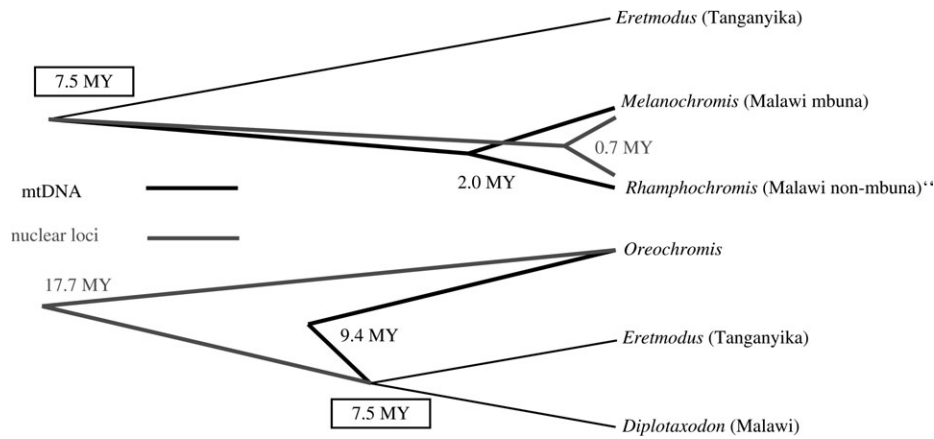 Eretmodus (Tanganyika)
7.5 MY
Melanochromis (Malawi mbuna)
0.7 MY
2.0 MY
Rhamphochromis (Malawi non-mbuna)“
mtDNA
nuclear loci
Oreochromis
17.7 MY
9.4 MY
Eretmodus (Tanganyika)
7.5 MY
Diplotaxodon (Malawi)